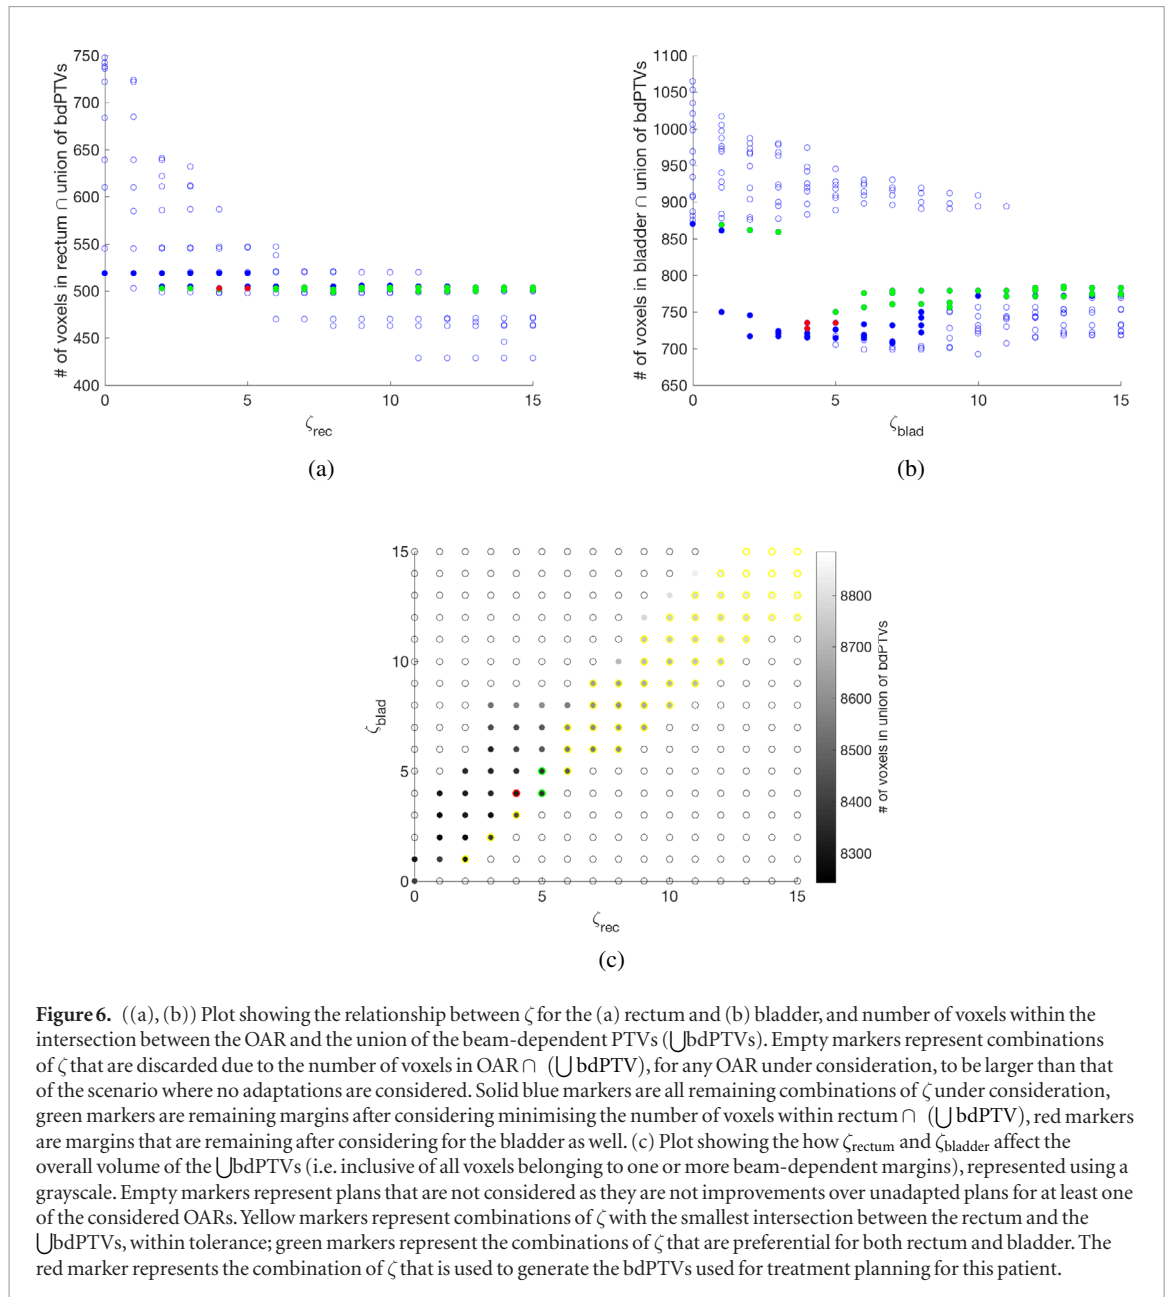 # of voxels in rectum ∩ union of bdPTVs
750
700
650
600
550
500
450
400
0
5
10
15
ζrec
(a)
# of voxels in bladder ∩ union of bdPTVs
1100
1050
1000
950
900
850
800
750
700
650
0
5
10
15
ζblad
(b)
ζblad
15
10
5
0
0
5
10
15
ζrec
8800
8700
8600
8500
8400
8300
# of voxels in union of bdPTVs
(c)
Figure 6. ((a), (b)) Plot showing the relationship between ζ for the (a) rectum and (b) bladder, and number of voxels within the
intersection between the OAR and the union of the beam-dependent PTVs (⋃bdPTVs). Empty markers represent combinations
of ζ that are discarded due to the number of voxels in OAR ∩ (⋃ bdPTV), for any OAR under consideration, to be larger than that
of the scenario where no adaptations are considered. Solid blue markers are all remaining combinations of ζ under consideration,
green markers are remaining margins after considering minimising the number of voxels within rectum ∩ (⋃ bdPTV), red markers
are margins that are remaining after considering for the bladder as well. (c) Plot showing the how ζrectum and ζbladder affect the
overall volume of the ⋃bdPTVs (i.e. inclusive of all voxels belonging to one or more beam-dependent margins), represented using a
grayscale. Empty markers represent plans that are not considered as they are not improvements over unadapted plans for at least one
of the considered OARs. Yellow markers represent combinations of ζ with the smallest intersection between the rectum and the
⋃bdPTVs, within tolerance; green markers represent the combinations of ζ that are preferential for both rectum and bladder. The
red marker represents the combination of ζ that is used to generate the bdPTVs used for treatment planning for this patient.